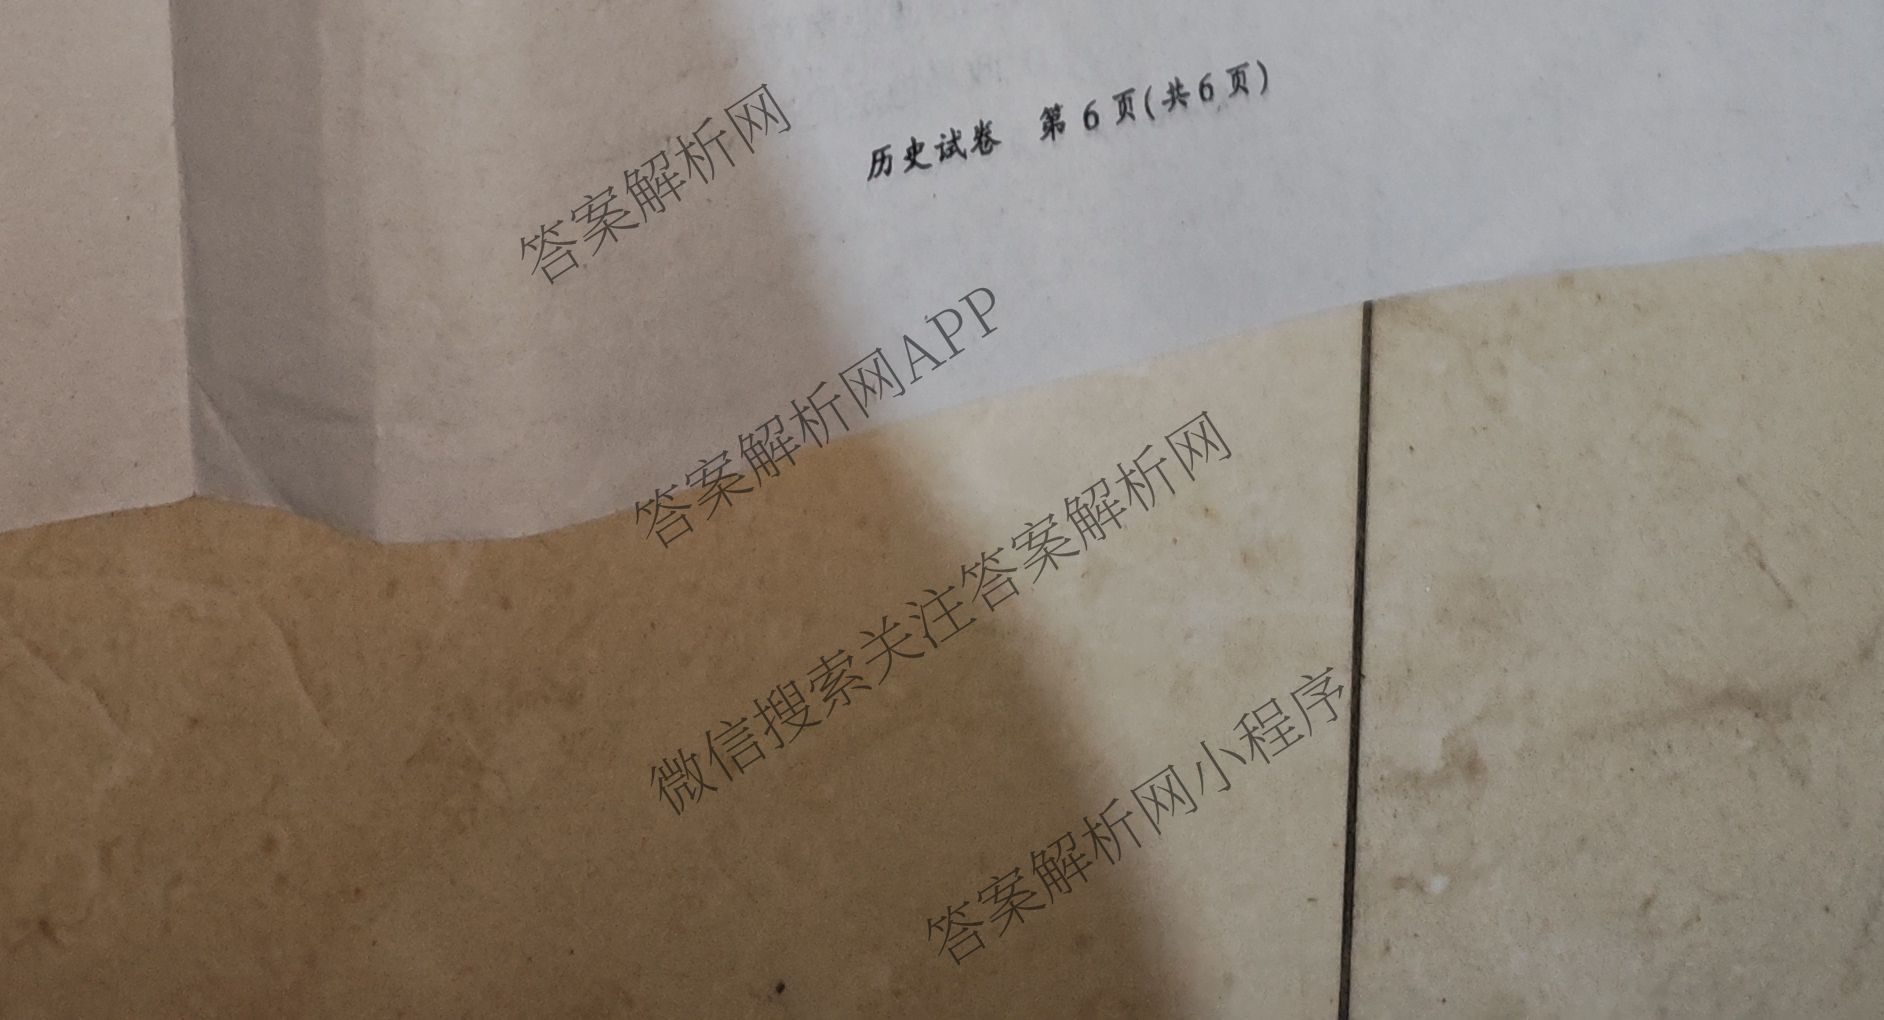 历史试卷 第 6 页(共 6 页)
答案解析网
答案解析网APP
微信搜索关注答案解析网
答案解析网小程序